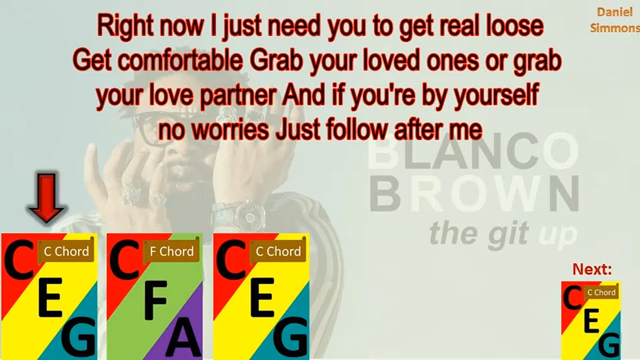 Daniel
Simmons
Right now I just need you to get real loose
Get comfortable Grab your loved ones or grab
your love partner And if you're by yourself
no worries Just follow after me
BLANCO
BROWN
the git up
C Chord
C
E
G
F Chord
C
F
A
C Chord
C
E
G
Next:
C Chord
C
E
G